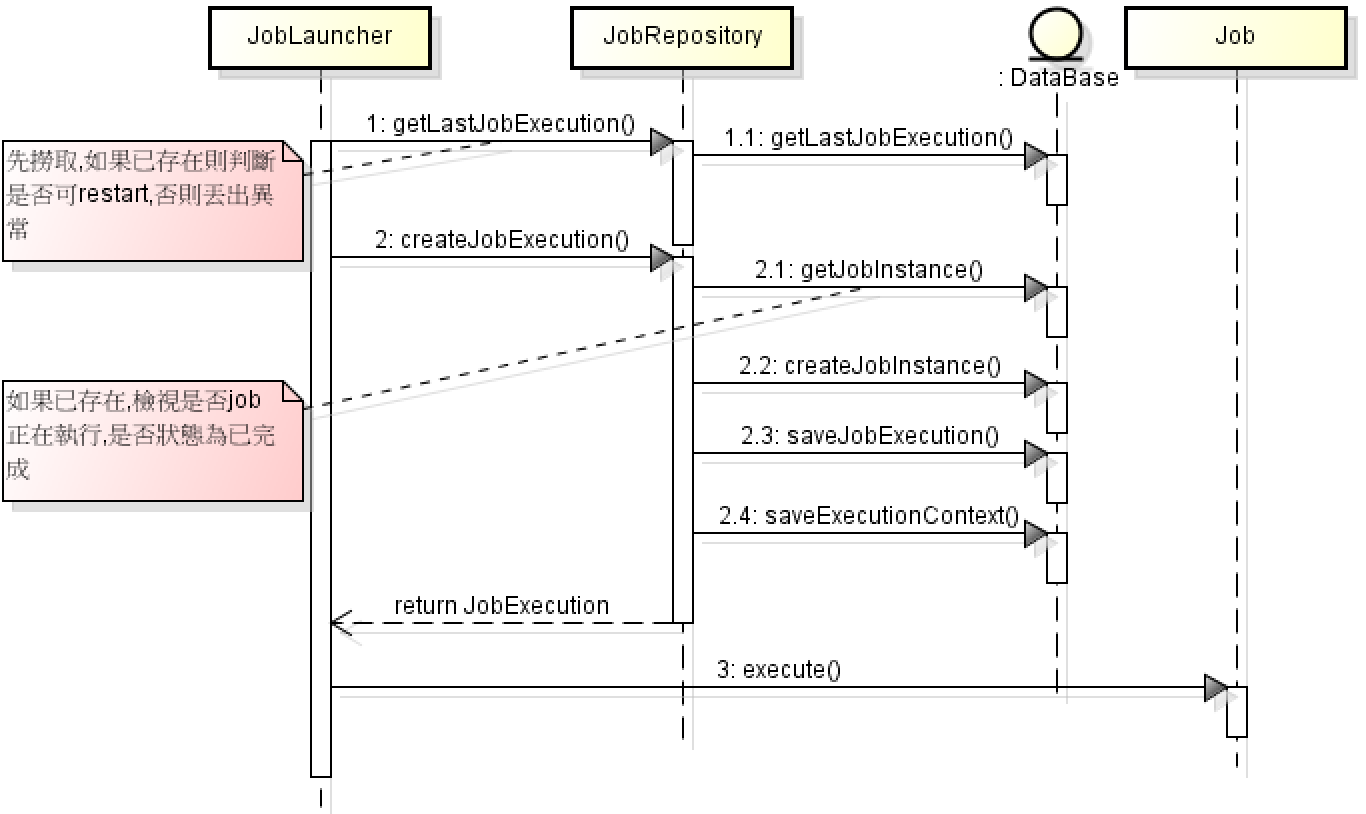 JobLauncher
JobRepository
: DataBase
Job
1: getLastJobExecution()
1.1: getLastJobExecution()
先撈取,如果已存在則判斷
是否可restart,否則丟出異
常
2: createJobExecution()
2.1: getJobInstance()
2.2: createJobInstance()
如果已存在,檢視是否job
正在執行,是否狀態為已完
成
2.3: saveJobExecution()
2.4: saveExecutionContext()
return JobExecution
3: execute()